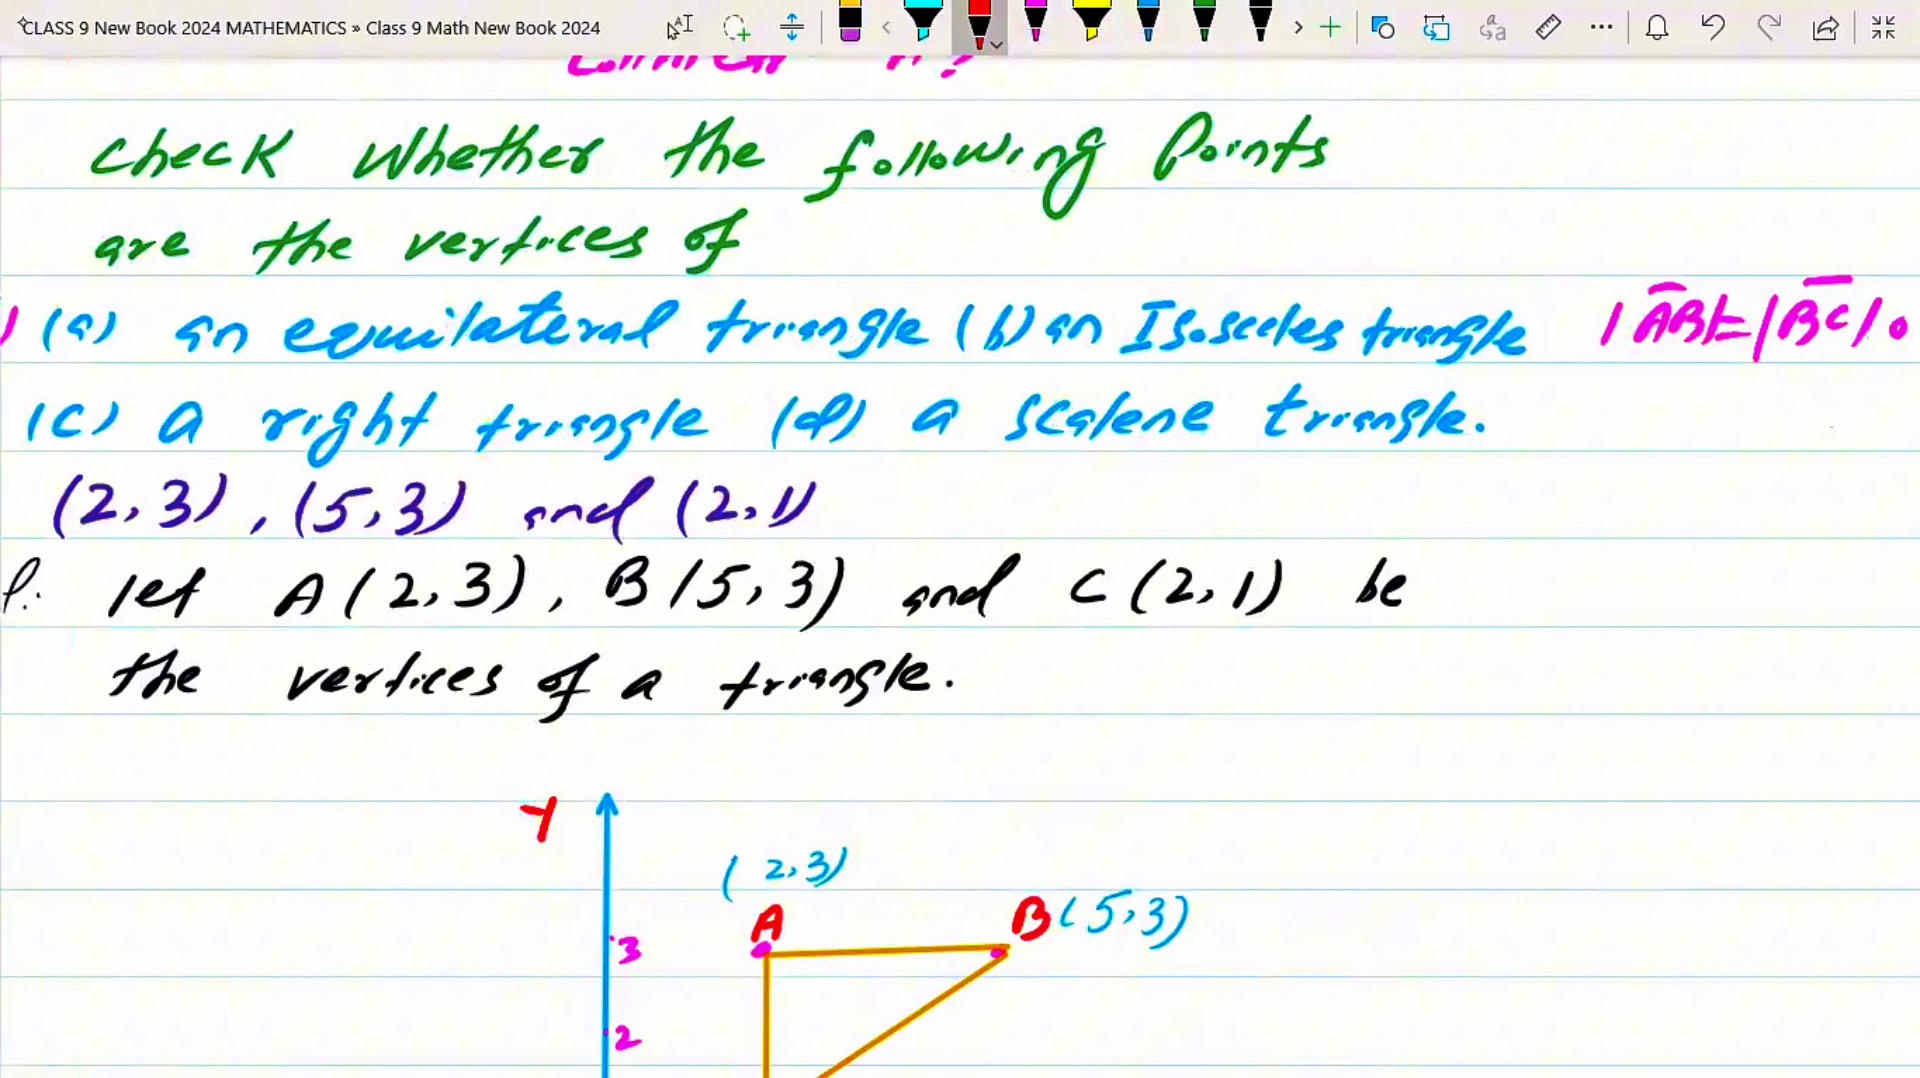 CLASS 9 New Book 2024 MATHEMATICS » Class 9 Math New Book 2024
Check Whether the following Points
are the vertices of
(a) an equilateral triangle (b) an Isosceles triangle |AB|=|BC|
(C) a right triangle (d) a scalene triangle.
(2,3), (5,3) and (2,1)
let A(2,3), B(5,3) and C(2,1) be
the vertices of a triangle.
Y
(2,3)
A
B(5,3)
3
2